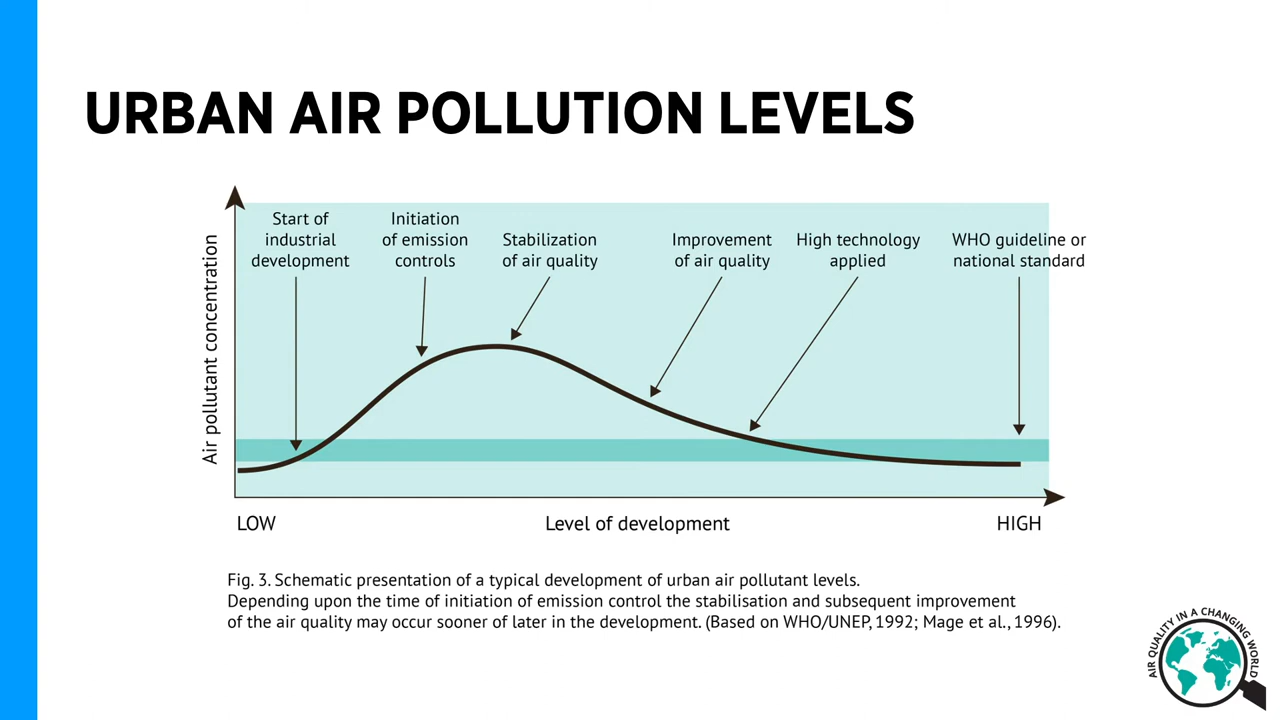 URBAN AIR POLLUTION LEVELS
Start of
industrial
development
Initiation
of emission
controls
Stabilization
of air quality
Improvement
of air quality
High technology
applied
WHO guideline or
national standard
Air pollutant concentration
LOW
Level of development
HIGH
Fig. 3. Schematic presentation of a typical development of urban air pollutant levels.
Depending upon the time of initiation of emission control the stabilisation and subsequent improvement
of the air quality may occur sooner of later in the development. (Based on WHO/UNEP, 1992; Mage et al., 1996).
AIR QUALITY IN A CHANGING WORLD